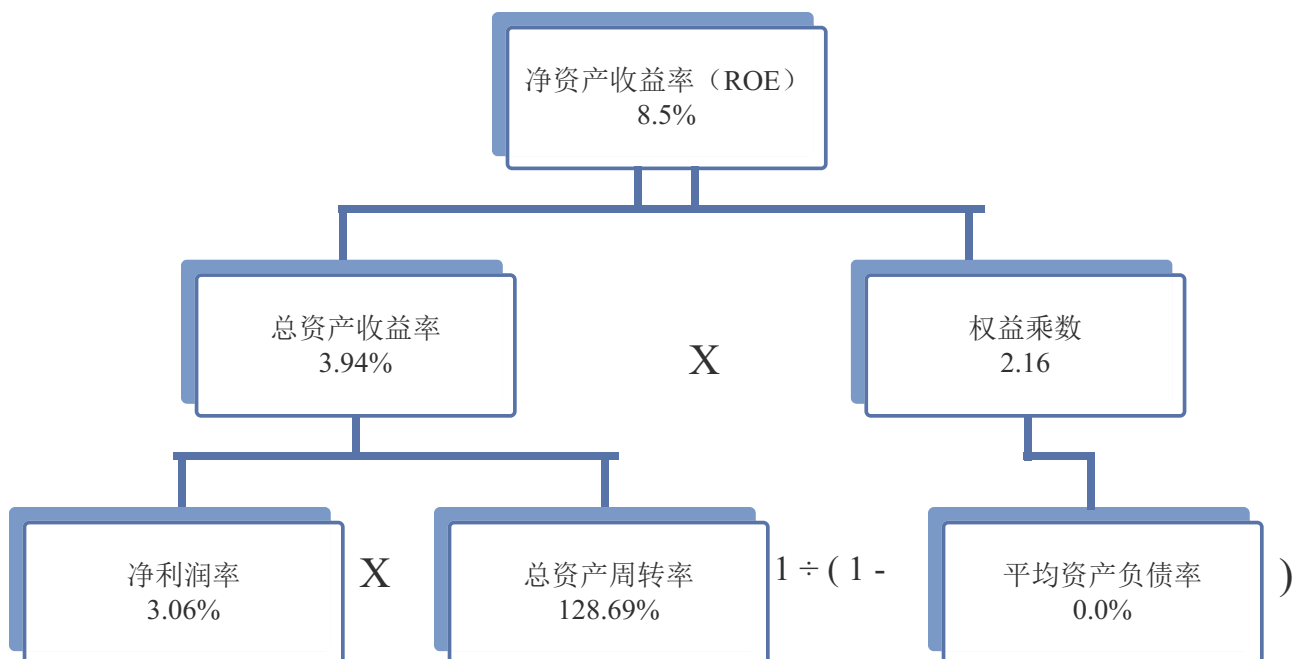 净资产收益率（ROE）
8.5%
总资产收益率
3.94%
X
权益乘数
2.16
净利润率
3.06%
X
总资产周转率
128.69%
1 ÷ ( 1 -
平均资产负债率
0.0%
)